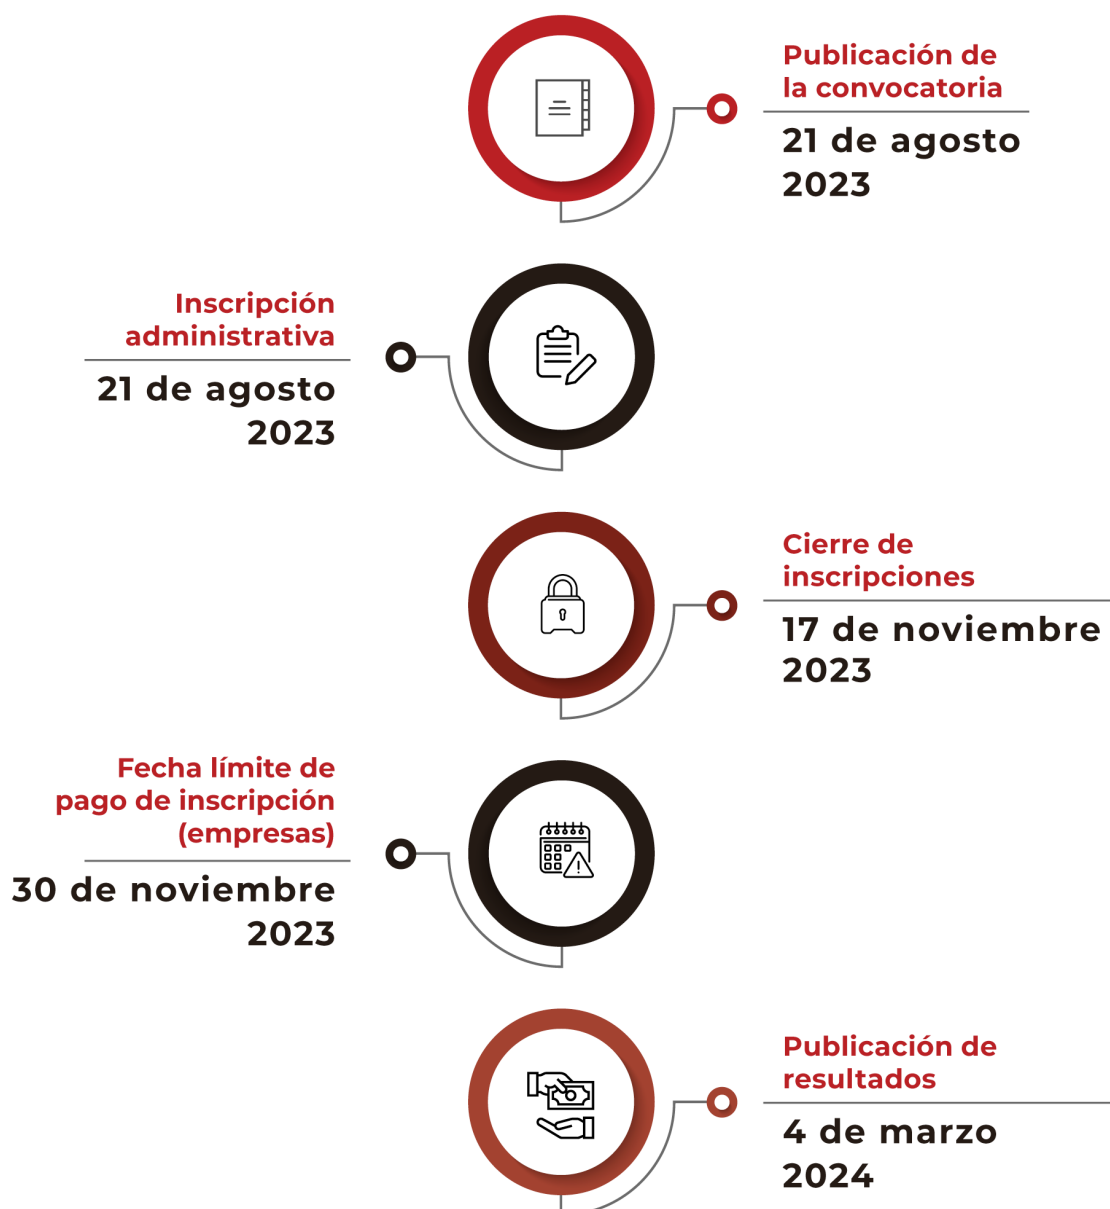 Publicación de
la convocatoria
21 de agosto
2023
Inscripción
administrativa
21 de agosto
2023
Cierre de
inscripciones
17 de noviembre
2023
Fecha límite de
pago de inscripción
(empresas)
30 de noviembre
2023
Publicación de
resultados
4 de marzo
2024